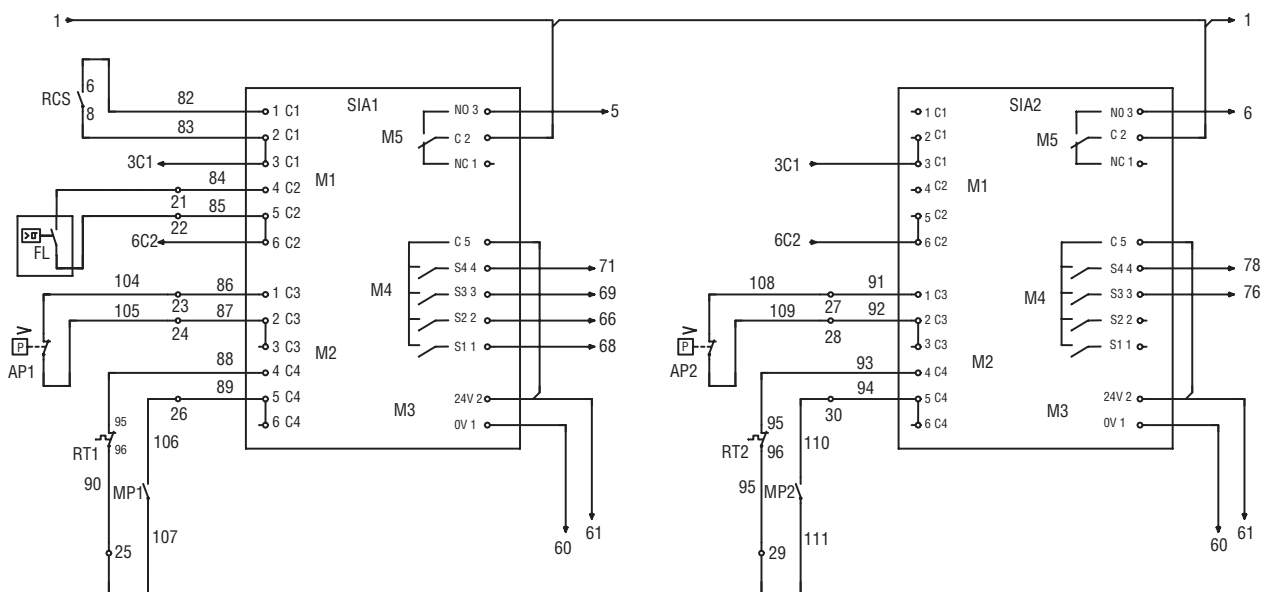 1
1
6
RCS
8
82
83
3C1
84
21
85
22
6C2
FL
104
86
23
105
87
24
P
V
AP1
88
89
26
95
96
RT1
90
106
MP1
107
25
SIA1
1 C1
2 C1
3 C1
4 C2
5 C2
6 C2
M1
1 C3
2 C3
3 C3
4 C4
5 C4
6 C4
M2
M5
NO 3
C 2
NC 1
M4
C 5
S4 4
S3 3
S2 2
S1 1
M3
24V 2
0V 1
5
71
69
66
68
60
61
3C1
6C2
108
91
27
109
92
28
P
V
AP2
93
94
30
95
96
RT2
95
110
MP2
111
29
SIA2
1 C1
2 C1
3 C1
4 C2
5 C2
6 C2
M1
1 C3
2 C3
3 C3
4 C4
5 C4
6 C4
M2
M5
NO 3
C 2
NC 1
M4
C 5
S4 4
S3 3
S2 2
S1 1
M3
24V 2
0V 1
6
78
76
60
61